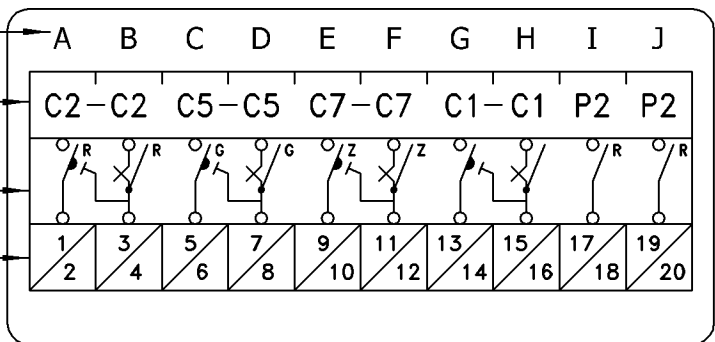 A B C D E F G H I J
C2-C2 C5-C5 C7-C7 C1-C1 P2 P2
R R G G Z Z R R
1 3 5 7 9 11 13 15 17 19
2 4 6 8 10 12 14 16 18 20